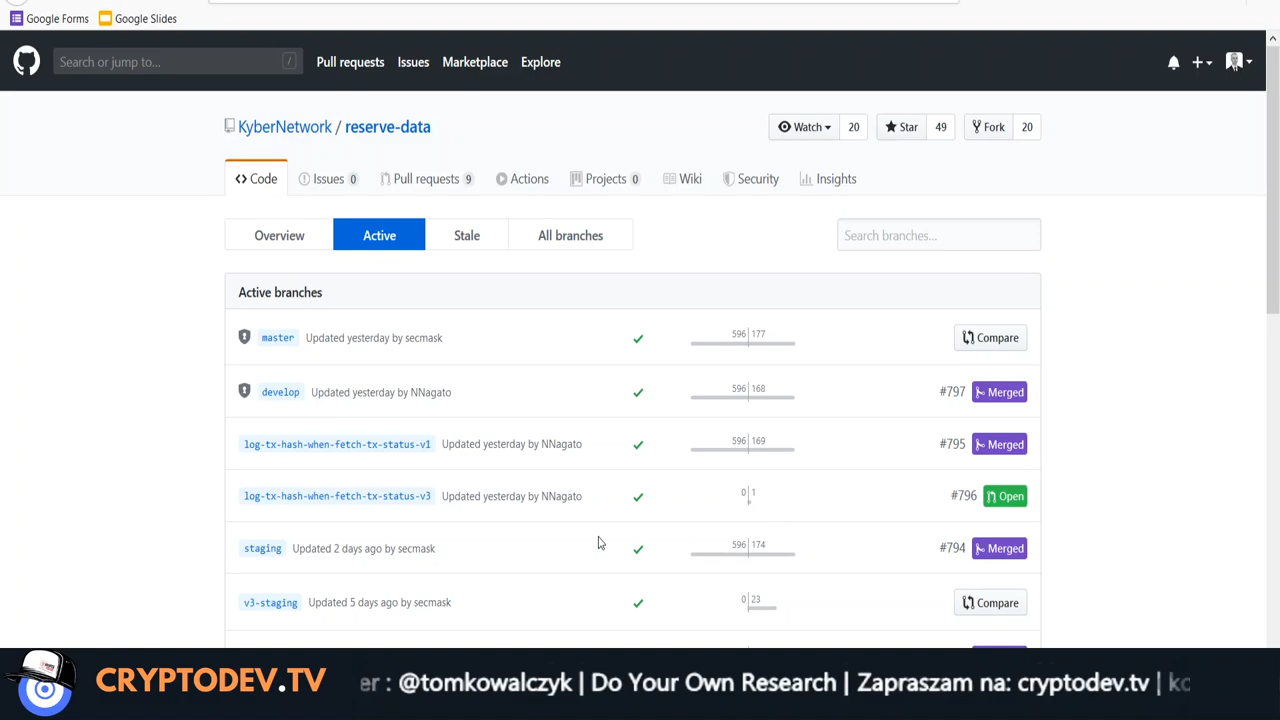 Google Forms Google Slides
Search or jump to... / Pull requests Issues Marketplace Explore
KyberNetwork / reserve-data Watch 20 Star 49 Fork 20
Code Issues 0 Pull requests 9 Actions Projects 0 Wiki Security Insights
Overview Active Stale All branches Search branches...
Active branches
master Updated yesterday by secmask 596 177 Compare
develop Updated yesterday by NNagato 596 168 #797 Merged
log-tx-hash-when-fetch-tx-status-v1 Updated yesterday by NNagato 596 169 #795 Merged
log-tx-hash-when-fetch-tx-status-v3 Updated yesterday by NNagato 0 1 #796 Open
staging Updated 2 days ago by secmask 596 174 #794 Merged
v3-staging Updated 5 days ago by secmask 0 23 Compare
CRYPTODEV.TV er : @tomkowalczyk | Do Your Own Research | Zapraszam na: cryptodev.tv |